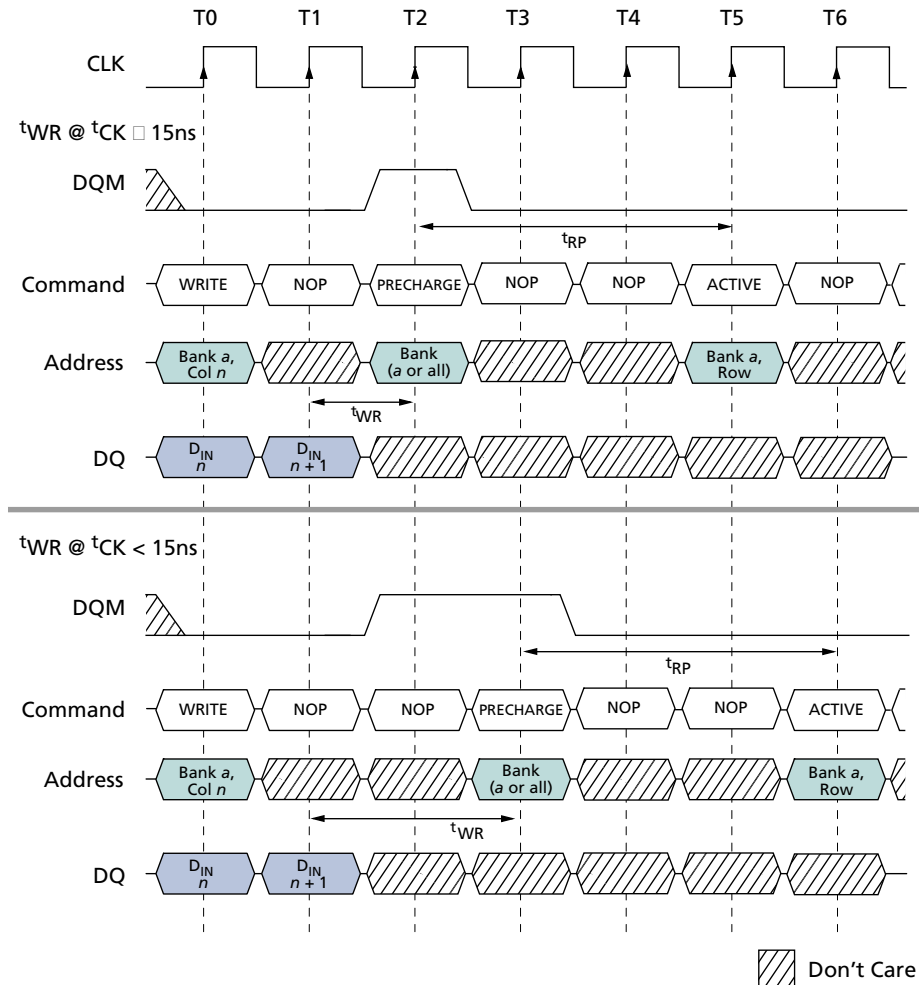 T0 T1 T2 T3 T4 T5 T6
CLK
tWR @ tCK □ 15ns
DQM
tRP
Command WRITE NOP PRECHARGE NOP NOP ACTIVE NOP
Address Bank a, Col n Bank (a or all) Bank a, Row
tWR
DQ DIN n DIN n + 1
tWR @ tCK < 15ns
DQM
tRP
Command WRITE NOP NOP PRECHARGE NOP NOP ACTIVE
Address Bank a, Col n Bank (a or all) Bank a, Row
tWR
DQ DIN n DIN n + 1
Don't Care